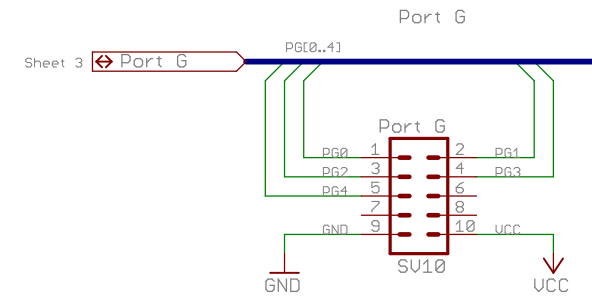 Port G
PG[0..4]
Sheet 3
Port G
Port G
PG0 1 2 PG1
PG2 3 4 PG3
PG4 5 6
7 8
GND 9 10 VCC
SV10
GND VCC